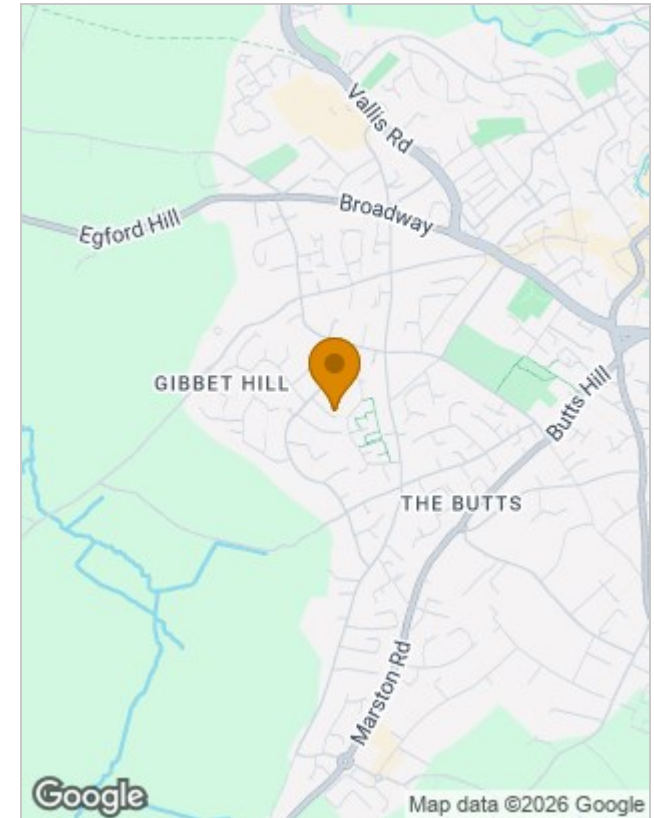 Vallis Rd
Broadway
Egford Hill
GIBBET HILL
Butts Hill
THE BUTTS
Marston Rd
Google
Map data ©2026 Google